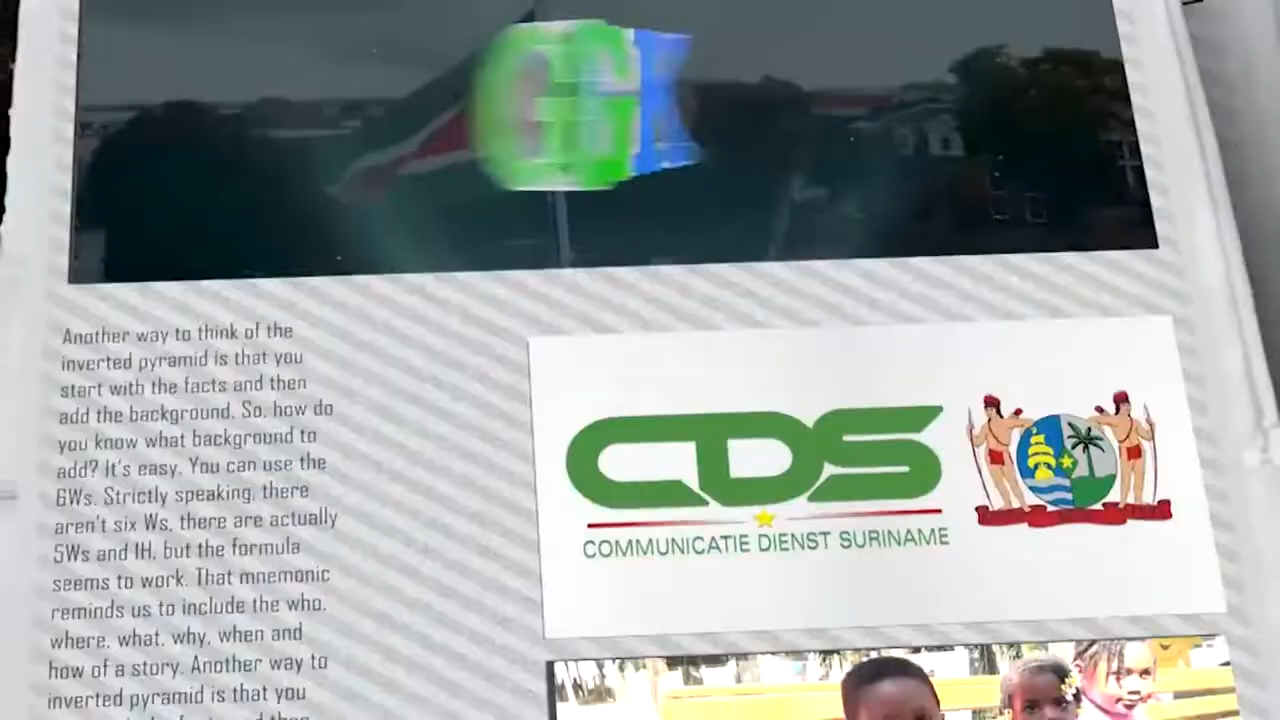 Another way to think of the
inverted pyramid is that you
start with the facts and then
add the background. So, how do
you know what background to
add? It's easy. You can use the
6Ws. Strictly speaking, there
aren't six Ws, there are actually
5Ws and 1H, but the formula
seems to work. That mnemonic
reminds us to include the who,
where, what, why, when and
how of a story. Another way to
inverted pyramid is that you
CDS
COMMUNICATIE DIENST SURINAME